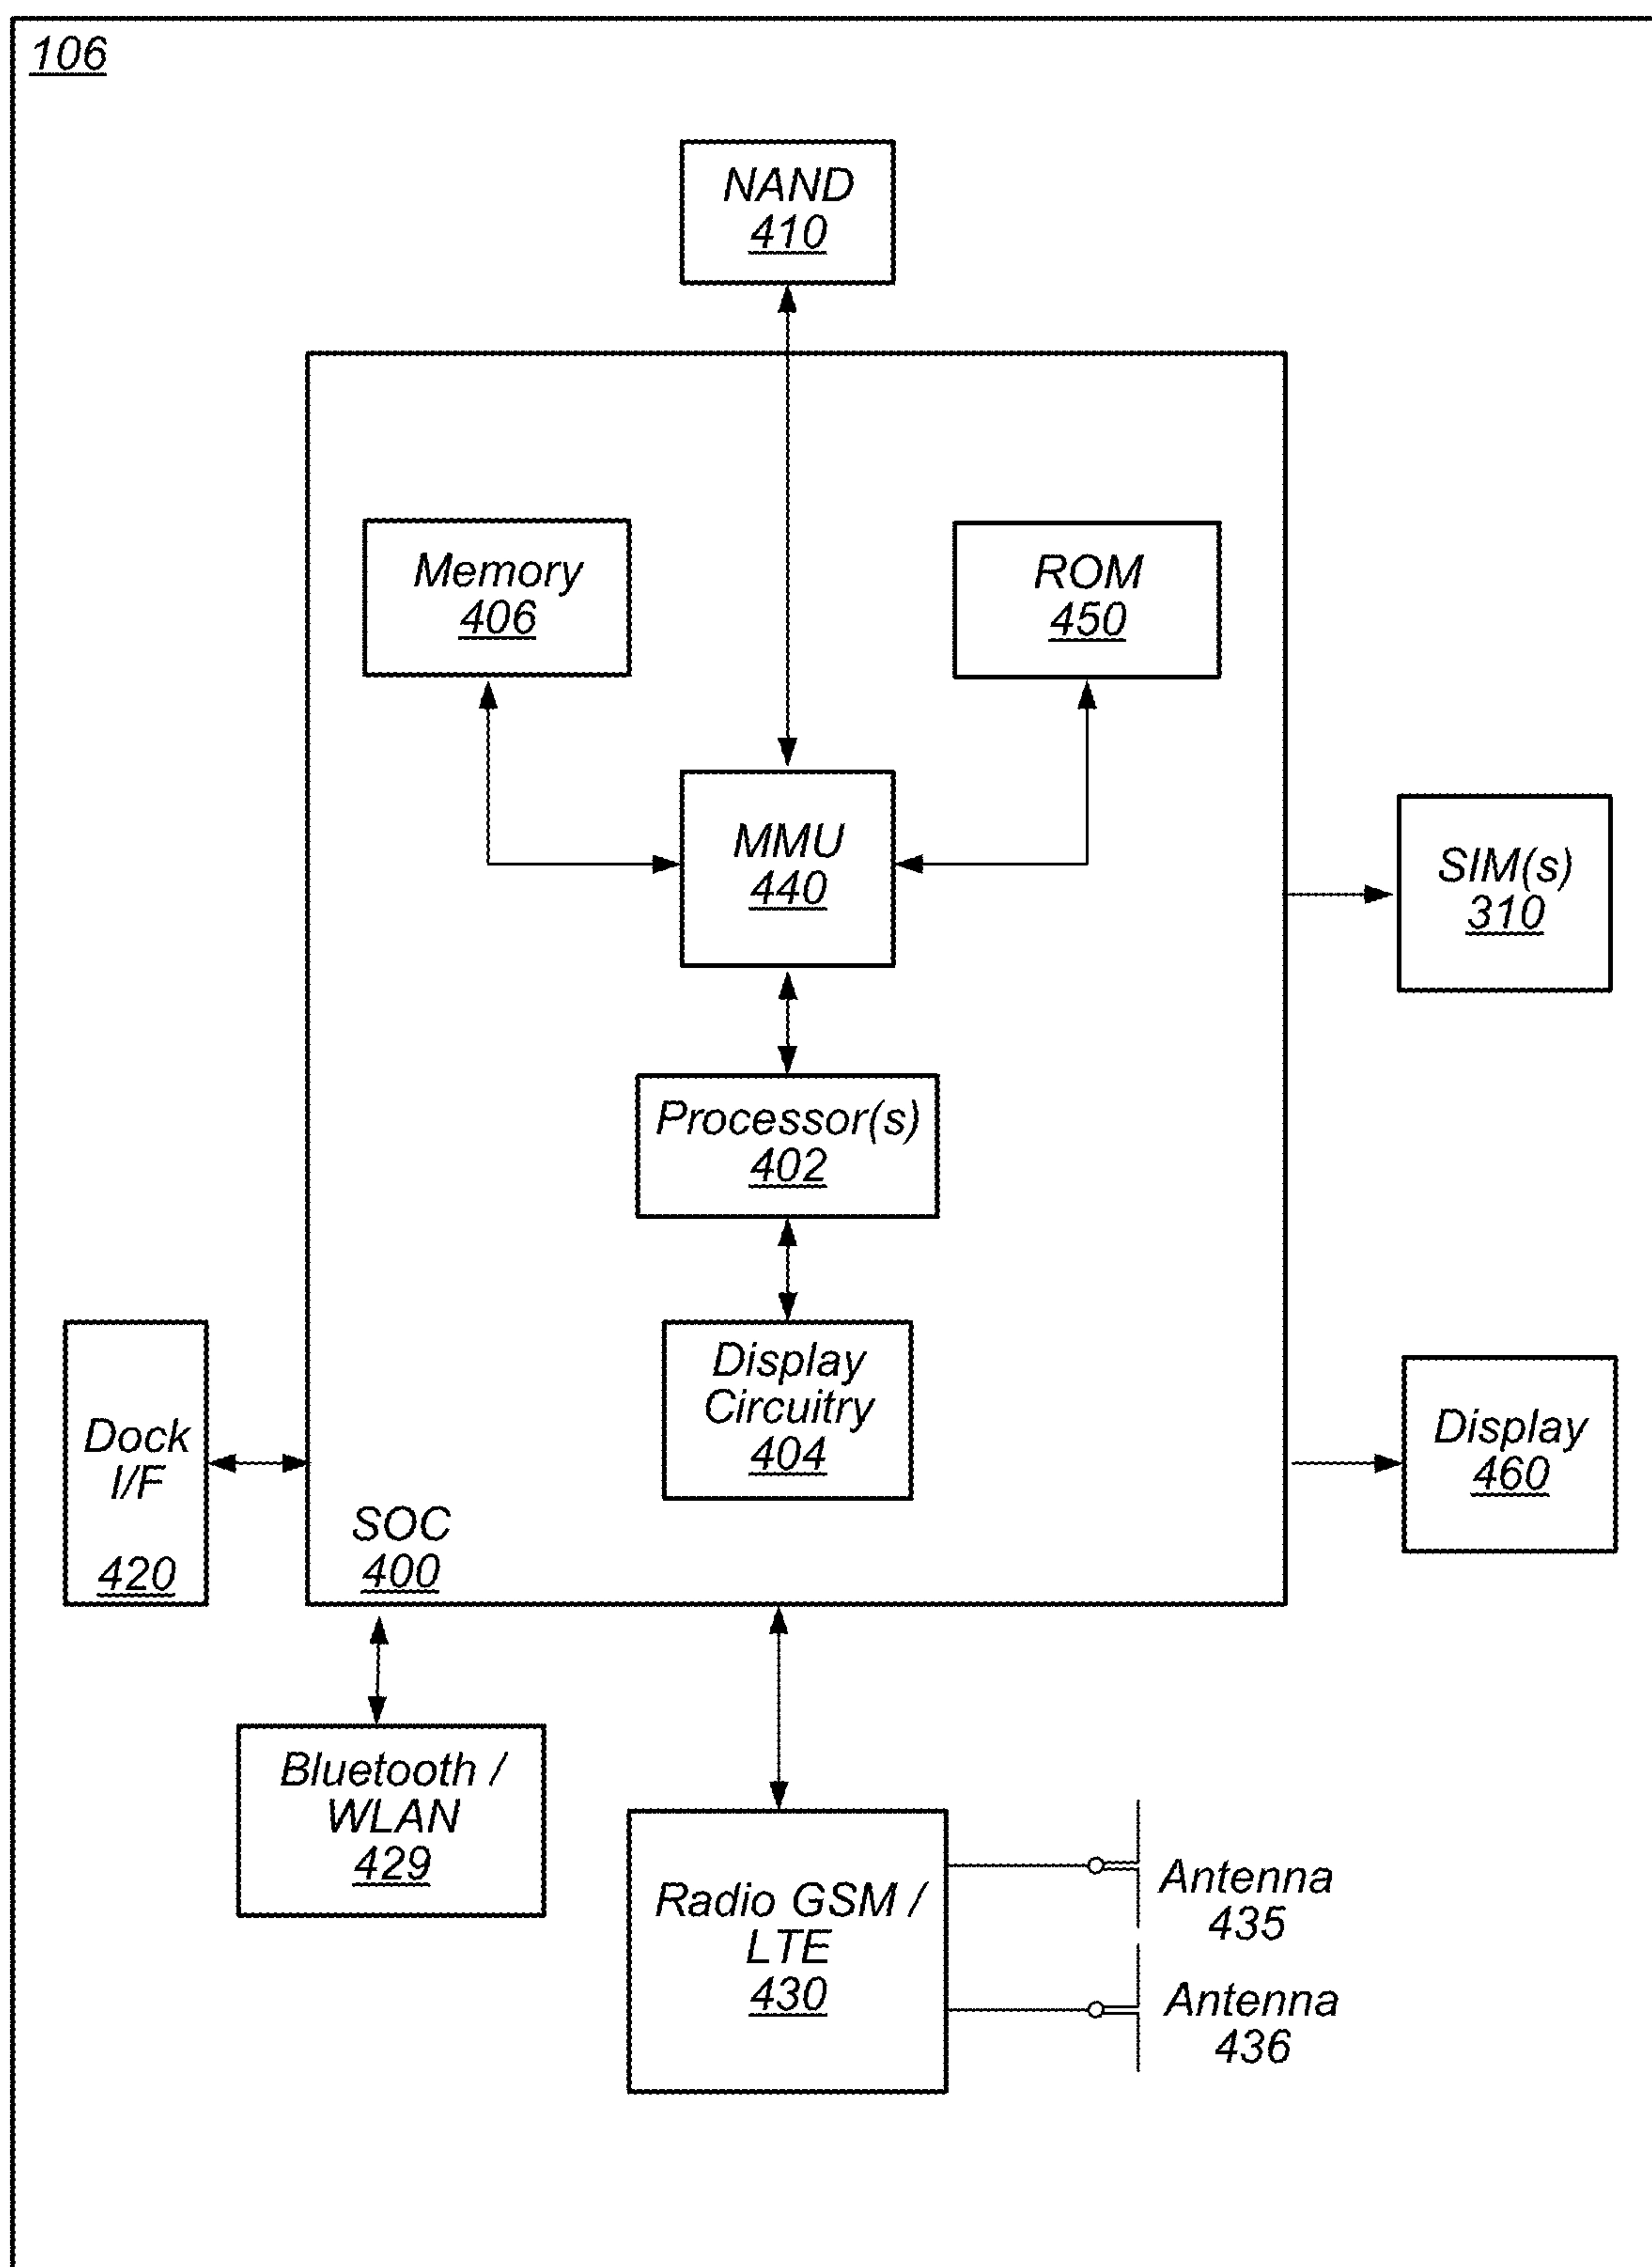 106
NAND
410
Memory
406
ROM
450
MMU
440
SIM(s)
310
Processor(s)
402
Display
Circuitry
404
Dock
I/F
420
Display
460
SOC
400
Bluetooth /
WLAN
429
Radio GSM /
LTE
430
Antenna
435
Antenna
436